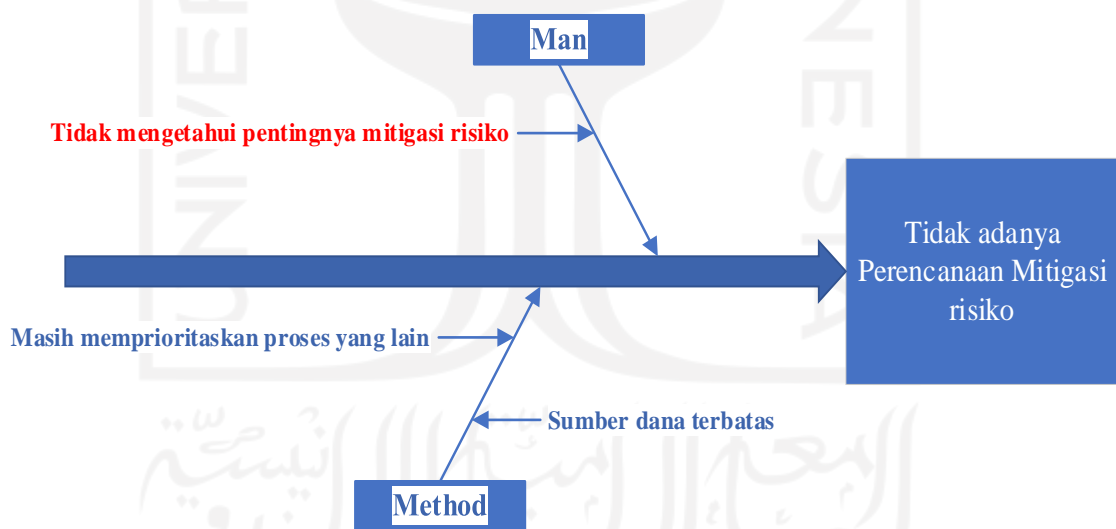 Man
Tidak mengetahui pentingnya mitigasi risiko
Tidak adanya
Perencanaan Mitigasi
risiko
Masih memprioritaskan proses yang lain
Sumber dana terbatas
Method